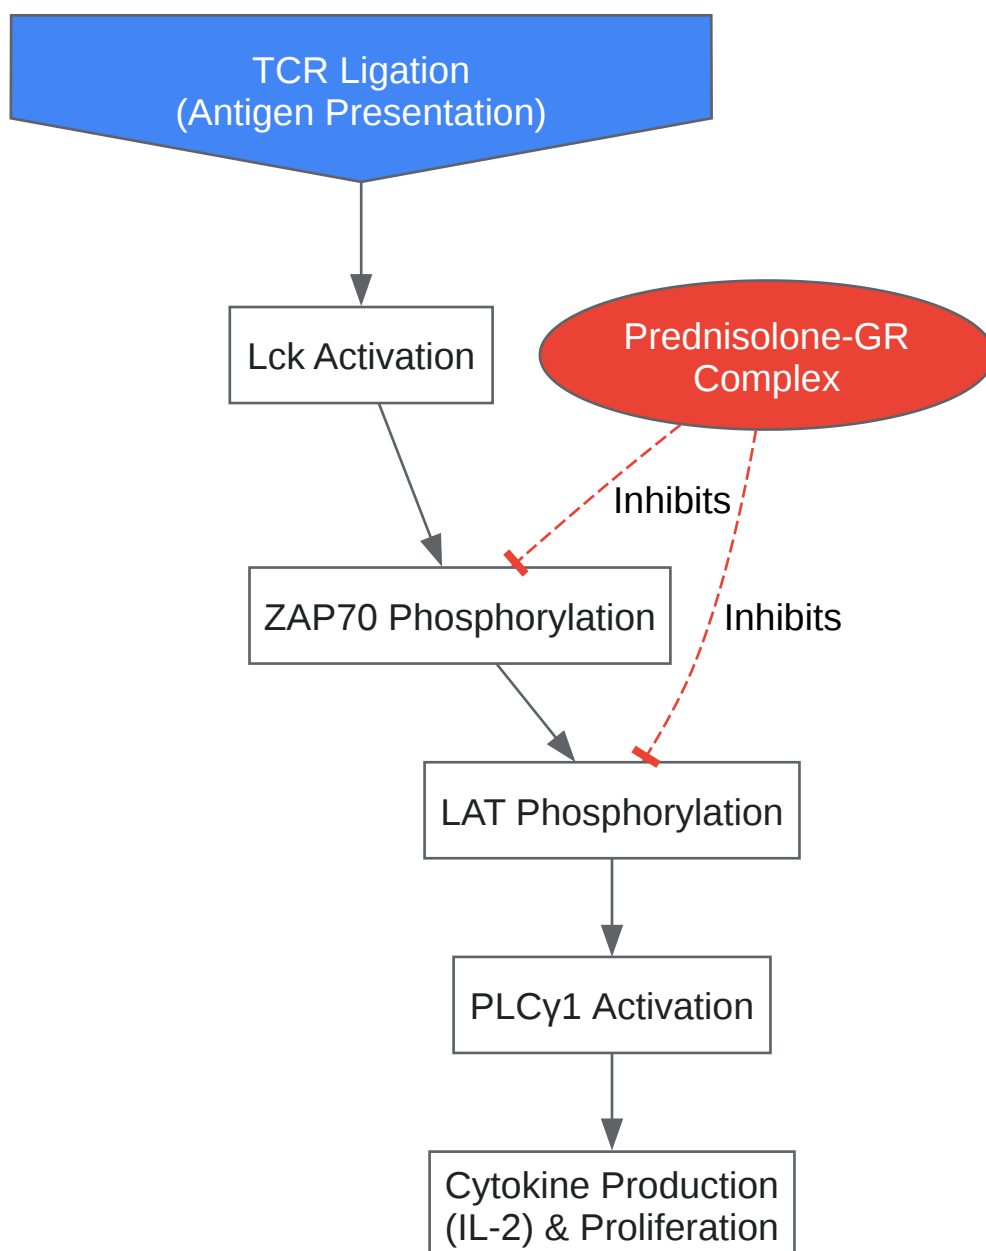 TCR Ligation
(Antigen Presentation)
Lck Activation
Prednisolone-GR
Complex
Inhibits
ZAP70 Phosphorylation
Inhibits
LAT Phosphorylation
PLCγ1 Activation
Cytokine Production
(IL-2) & Proliferation